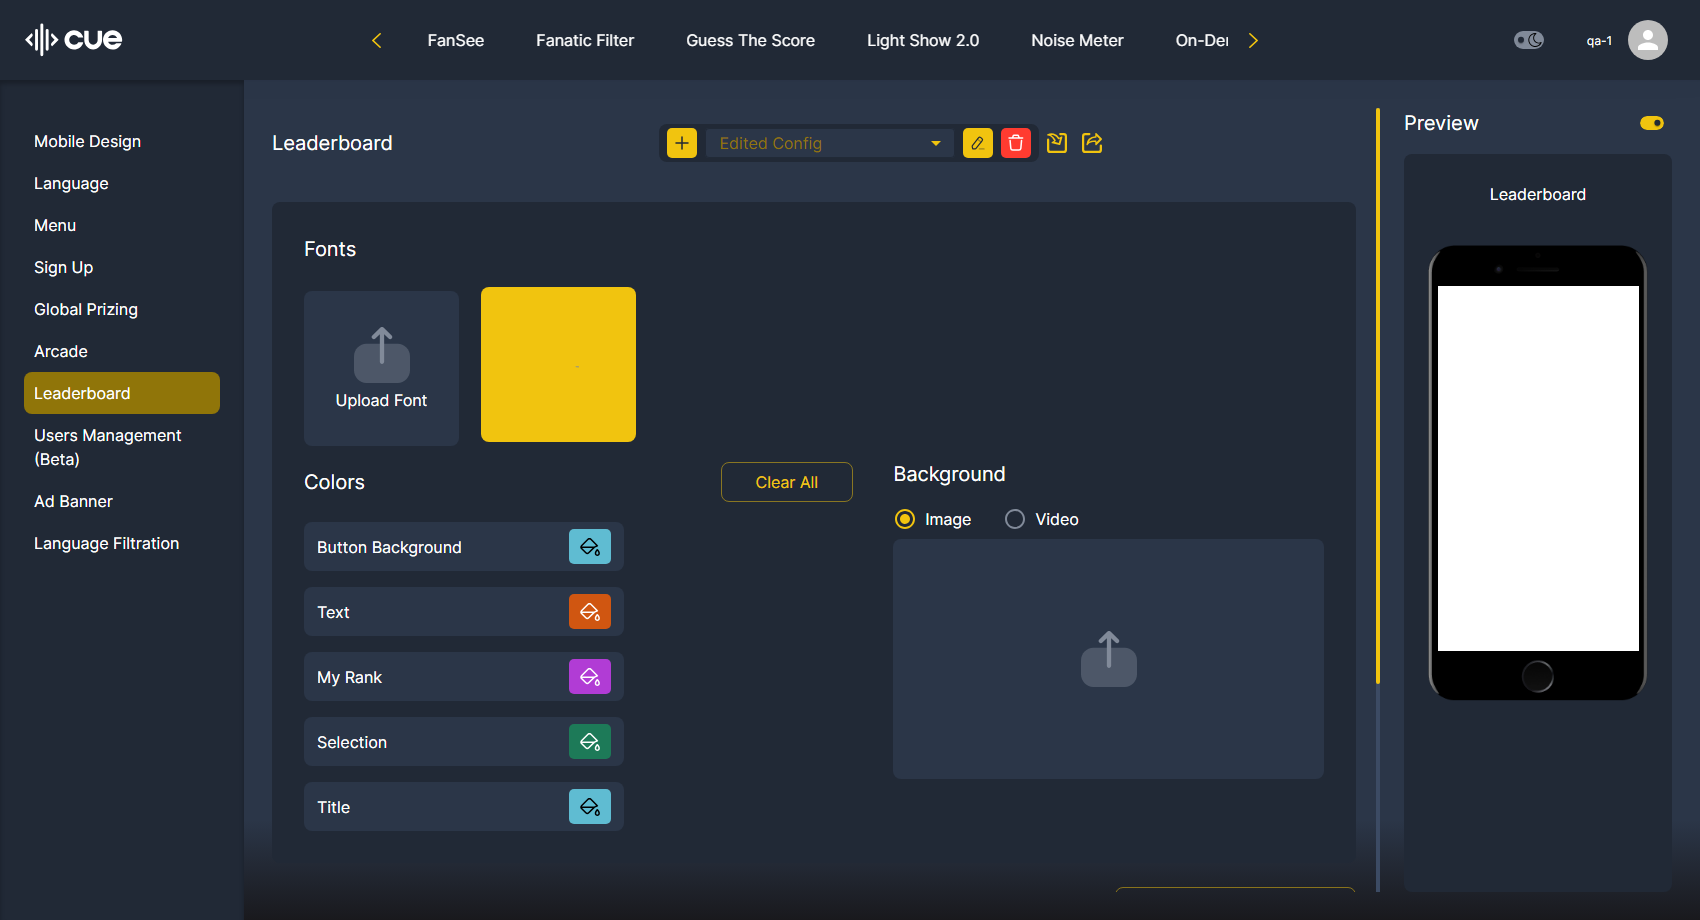 cue
FanSee
Fanatic Filter
Guess The Score
Light Show 2.0
Noise Meter
On-De
qa-1
Mobile Design
Language
Menu
Sign Up
Global Prizing
Arcade
Leaderboard
Users Management
(Beta)
Ad Banner
Language Filtration
Leaderboard
Edited Config
Fonts
Upload Font
Colors
Clear All
Button Background
Text
My Rank
Selection
Title
Background
Image
Video
Preview
Leaderboard